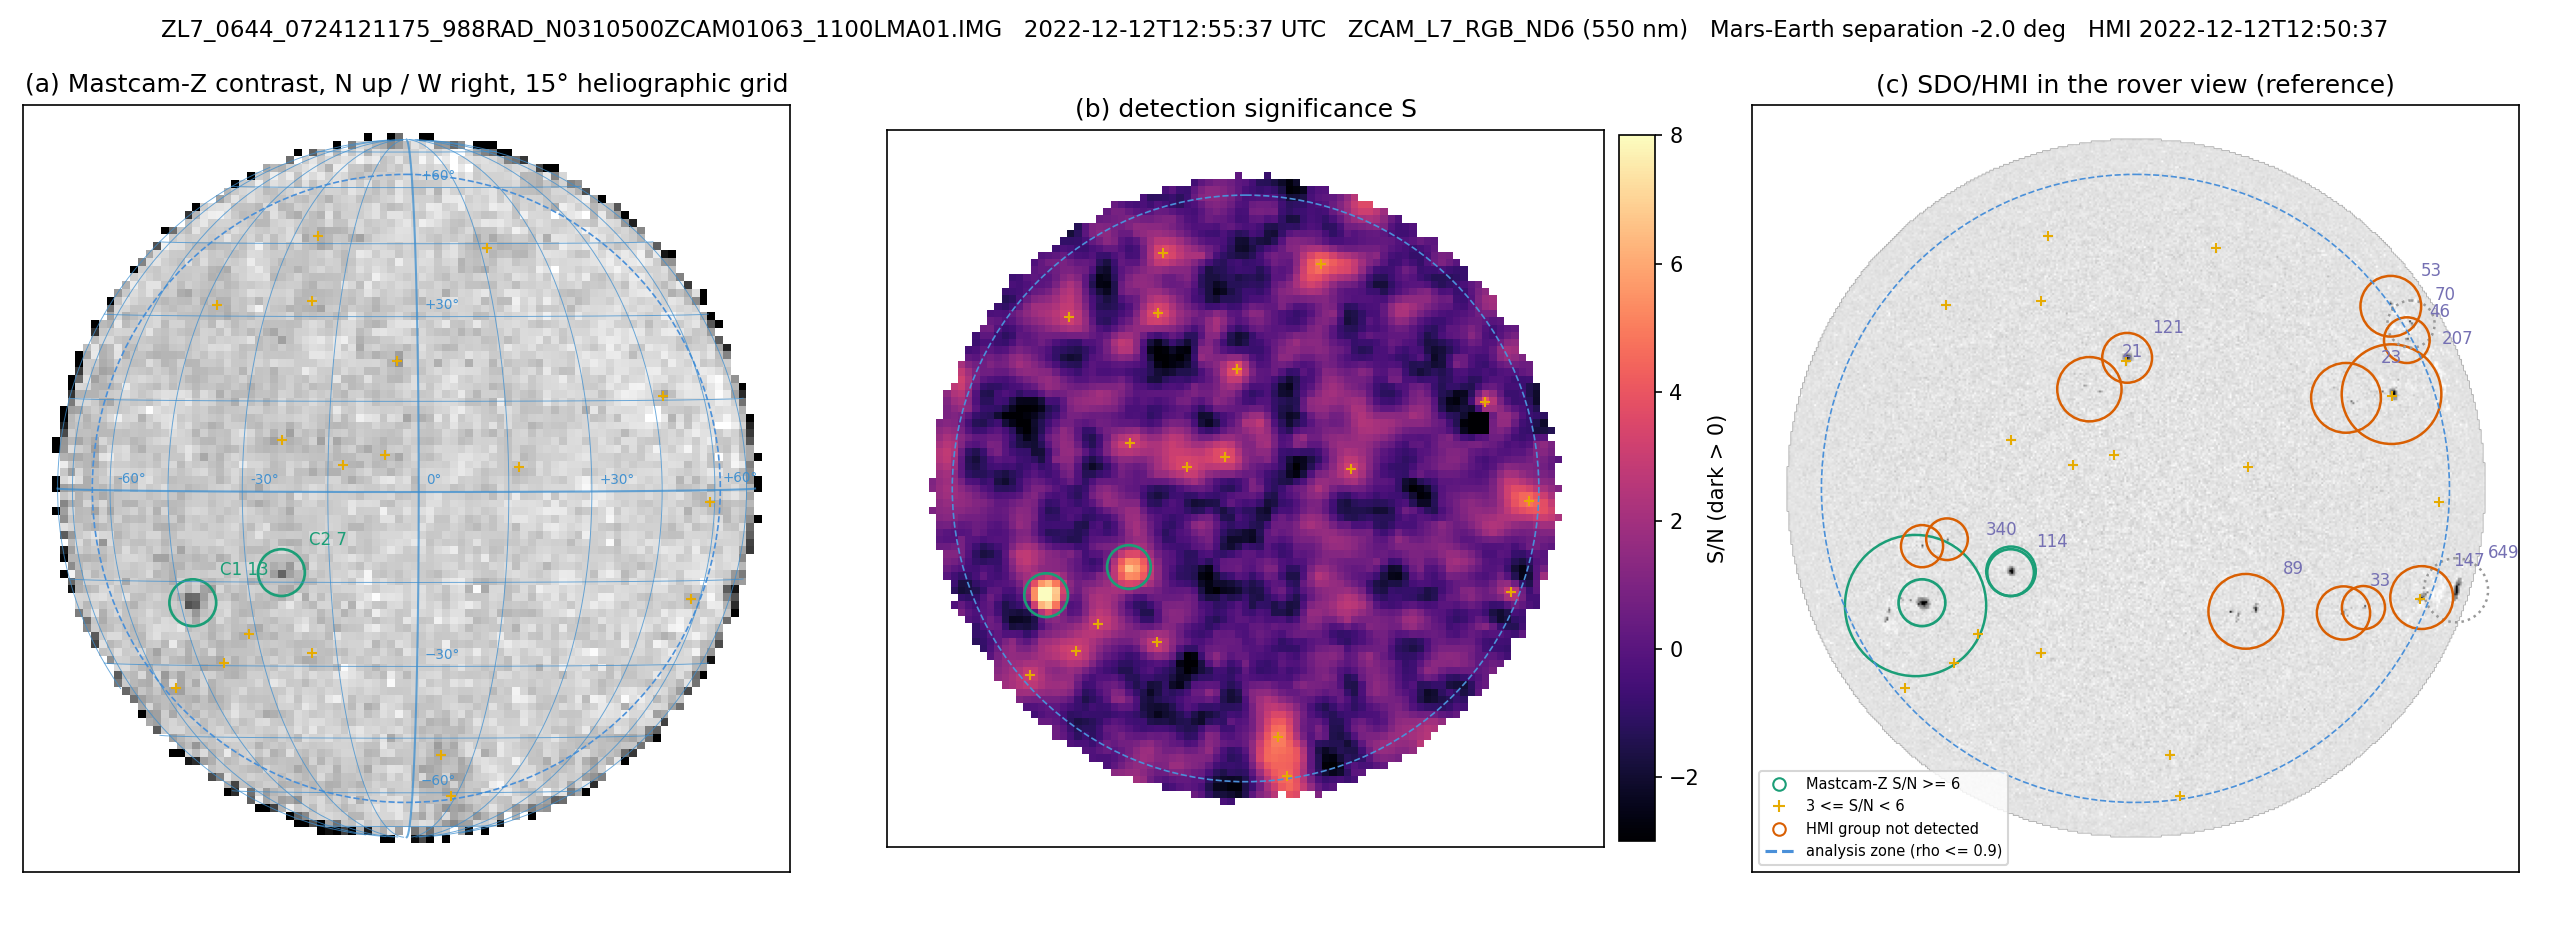 ZL7_0644_0724121175_988RAD_N0310500ZCAM01063_1100LMA01.IMG   2022-12-12T12:55:37 UTC   ZCAM_L7_RGB_ND6 (550 nm)   Mars-Earth separation -2.0 deg   HMI 2022-12-12T12:50:37
(a) Mastcam-Z contrast, N up / W right, 15° heliographic grid
+60°
+30°
-60°
-30°
0°
+30°
+60°
C2 7
C1 13
−30°
−60°
(b) detection significance S
8
6
4
2
0
−2
S/N (dark > 0)
(c) SDO/HMI in the rover view (reference)
53
70
46
121
207
21
23
340
114
147
649
89
33
Mastcam-Z S/N >= 6
3 <= S/N < 6
HMI group not detected
analysis zone (rho <= 0.9)